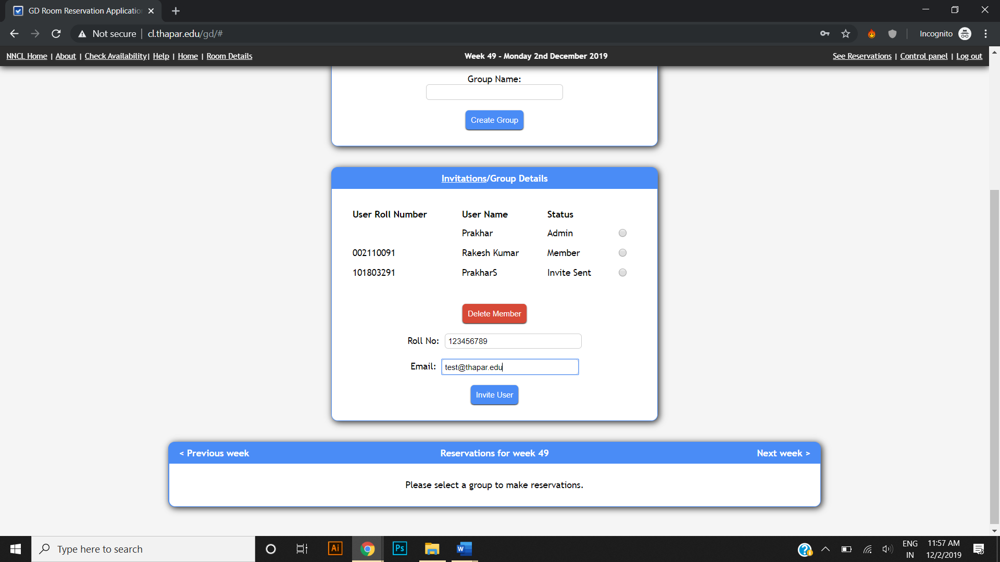 GD Room Reservation Applicatio
Not secure | cl.thapar.edu/gd/#
Incognito
NNCL Home | About | Check Availability| Help | Home | Room Details
Week 49 - Monday 2nd December 2019
See Reservations | Control panel | Log out
Group Name:
Create Group
Invitations/Group Details
User Roll Number User Name Status
Prakhar Admin
002110091 Rakesh Kumar Member
101803291 PrakharS Invite Sent
Delete Member
Roll No: 123456789
Email: test@thapar.edu
Invite User
< Previous week Reservations for week 49 Next week >
Please select a group to make reservations.
Type here to search
Ai
Ps
W
ENG
IN
11:57 AM
12/2/2019